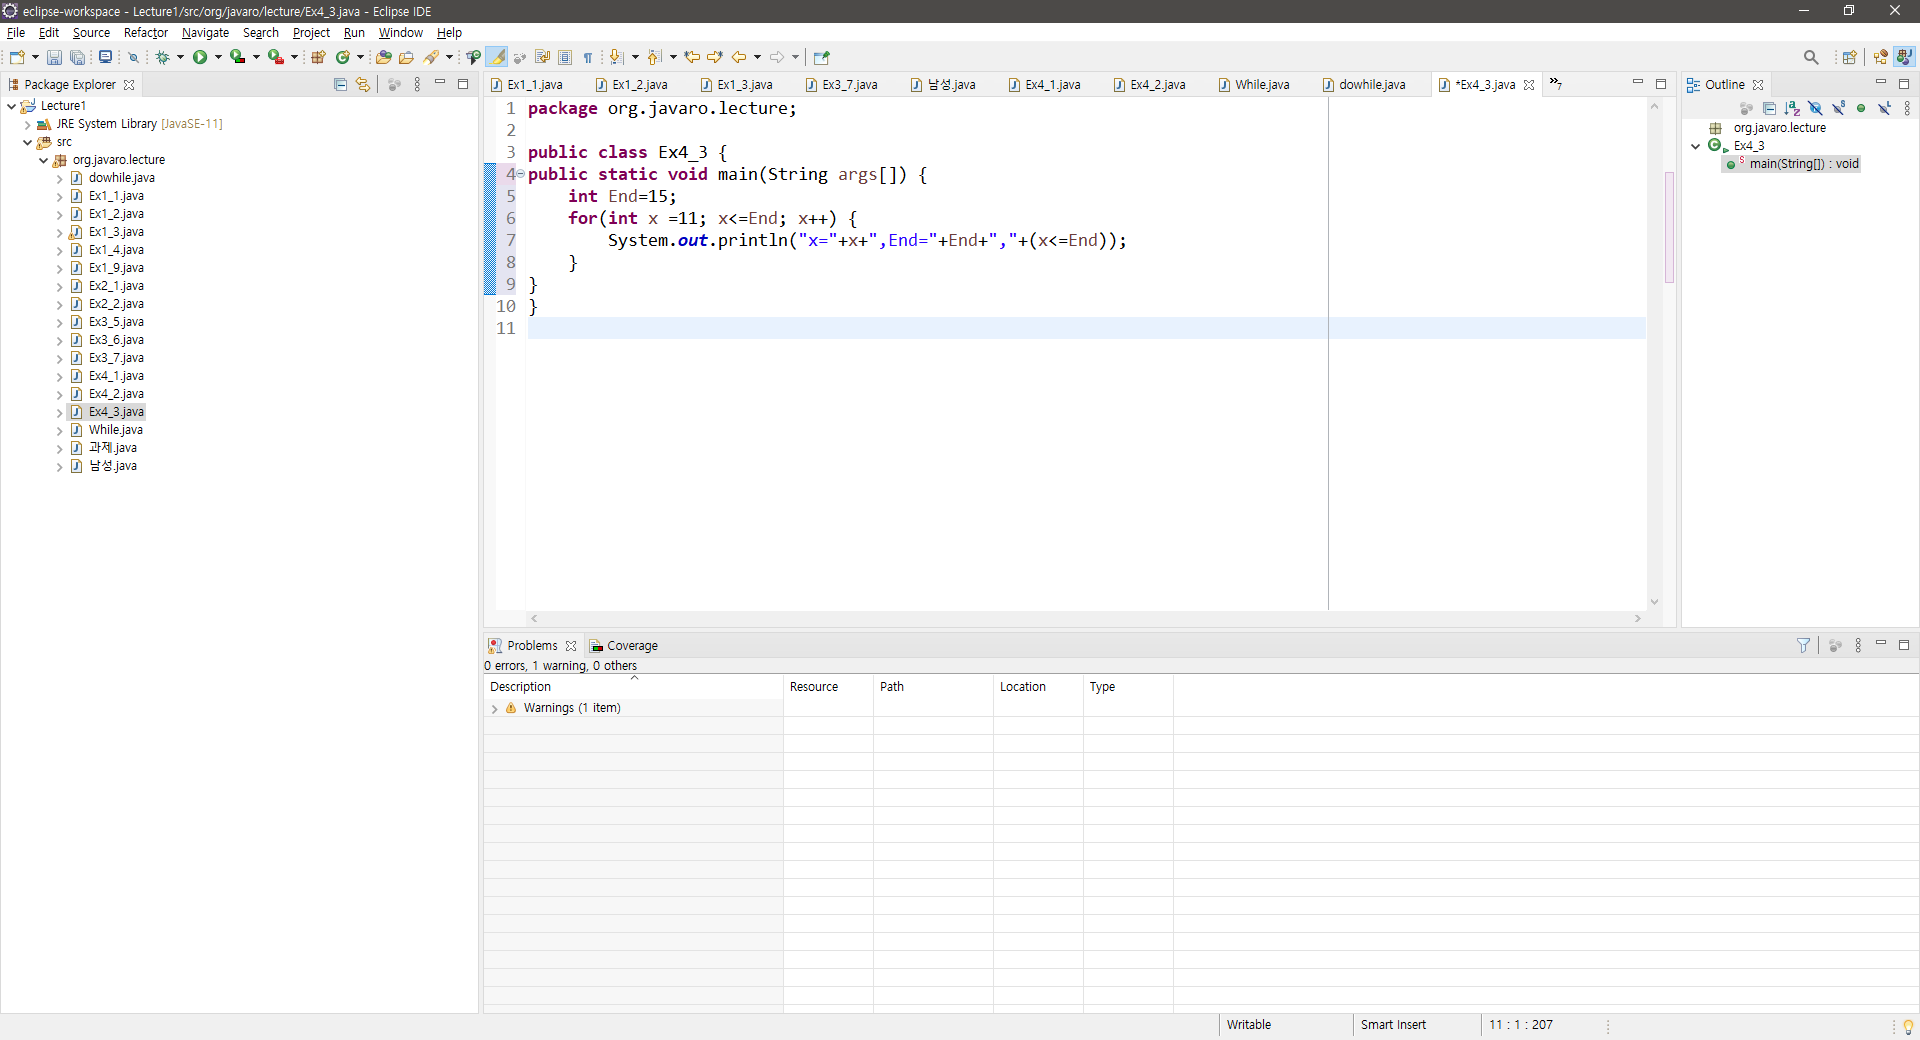 eclipse-workspace - Lecture1/src/org/javaro/lecture/Ex4_3.java - Eclipse IDE
File Edit Source Refactor Navigate Search Project Run Window Help
Package Explorer
Lecture1
JRE System Library [JavaSE-11]
src
org.javaro.lecture
dowhile.java
Ex1_1.java
Ex1_2.java
Ex1_3.java
Ex1_4.java
Ex1_9.java
Ex2_1.java
Ex2_2.java
Ex3_5.java
Ex3_6.java
Ex3_7.java
Ex4_1.java
Ex4_2.java
Ex4_3.java
While.java
과제.java
남성.java
Ex1_1.java Ex1_2.java Ex1_3.java Ex3_7.java 남성.java Ex4_1.java Ex4_2.java While.java dowhile.java *Ex4_3.java »7
1 package org.javaro.lecture;
2
3 public class Ex4_3 {
4 public static void main(String args[]) {
5 int End=15;
6 for(int x =11; x<=End; x++) {
7 System.out.println("x="+x+",End="+End+","+(x<=End));
8 }
9 }
10 }
11
Outline
org.javaro.lecture
Ex4_3
main(String[]) : void
Problems Coverage
0 errors, 1 warning, 0 others
Description Resource Path Location Type
Warnings (1 item)
Writable Smart Insert 11 : 1 : 207